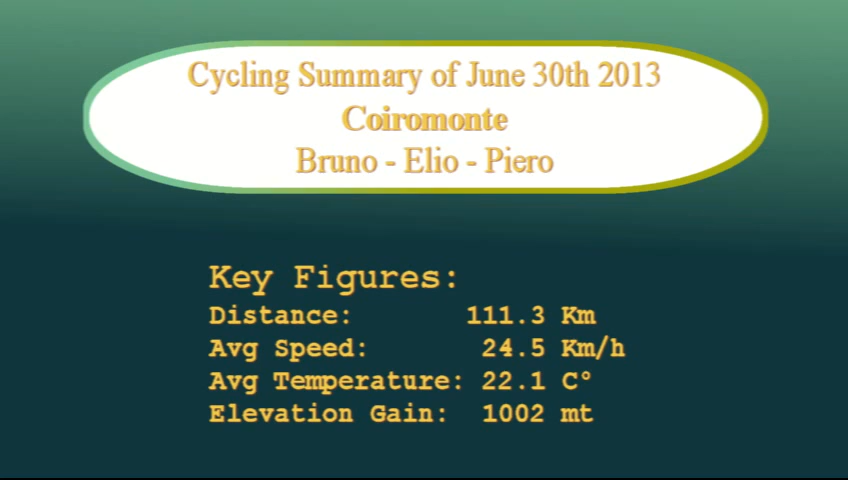 Cycling Summary of June 30th 2013
Coiromonte
Bruno - Elio - Piero
Key Figures:
Distance: 111.3 Km
Avg Speed: 24.5 Km/h
Avg Temperature: 22.1 C°
Elevation Gain: 1002 mt